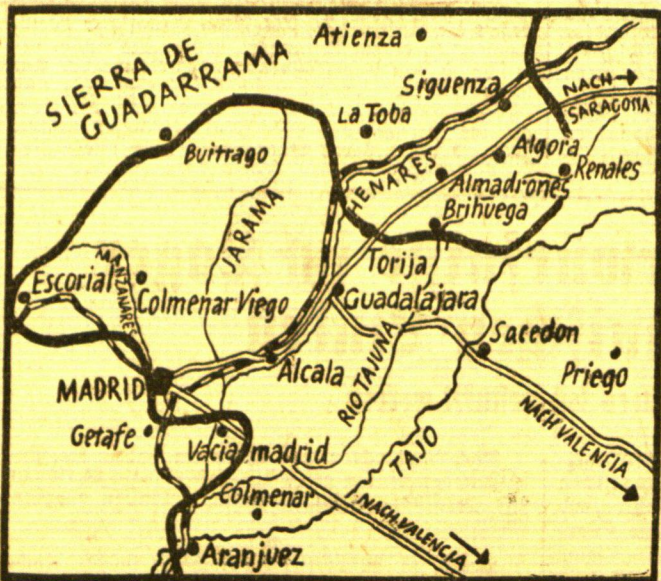 Atienza
SIERRA DE
GUADARRAMA
Siguenza
NACH
SARAGOSSA
La Toba
Buitrago
Algora
HENARES
Renales
Almadrones
Brihuega
JARAMA
Torija
MANZANARES
Escorial
Colmenar Viego
Guadalajara
Sacedon
Alcala
RIO TAJUNA
Priego
MADRID
NACH VALENCIA
Getafe
Vaciamadrid
TAJO
Colmenar
NACH VALENCIA
Aranjuez